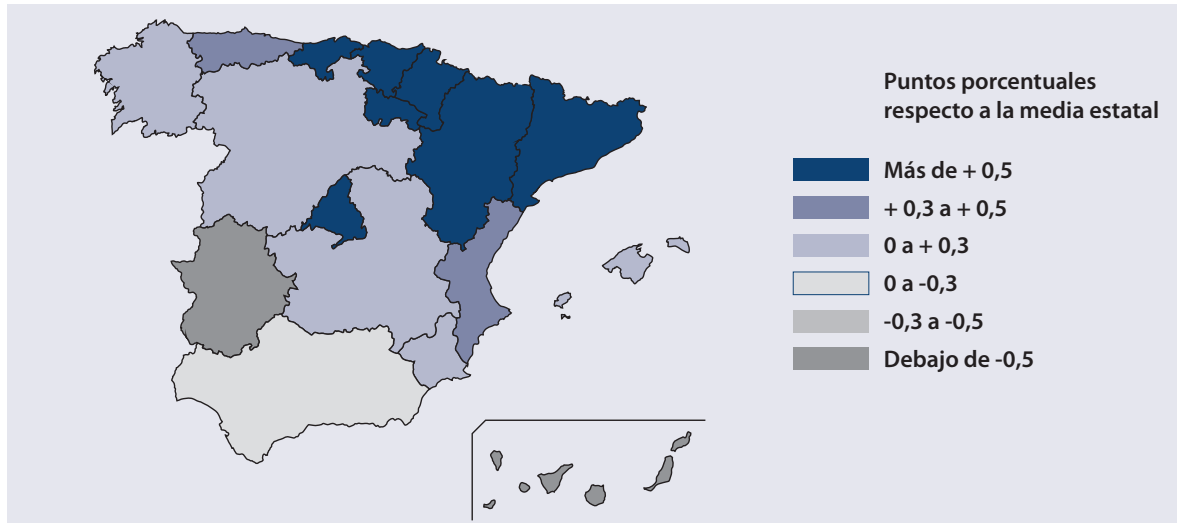 Puntos porcentuales
respecto a la media estatal
Más de + 0,5
+ 0,3 a + 0,5
0 a + 0,3
0 a -0,3
-0,3 a -0,5
Debajo de -0,5